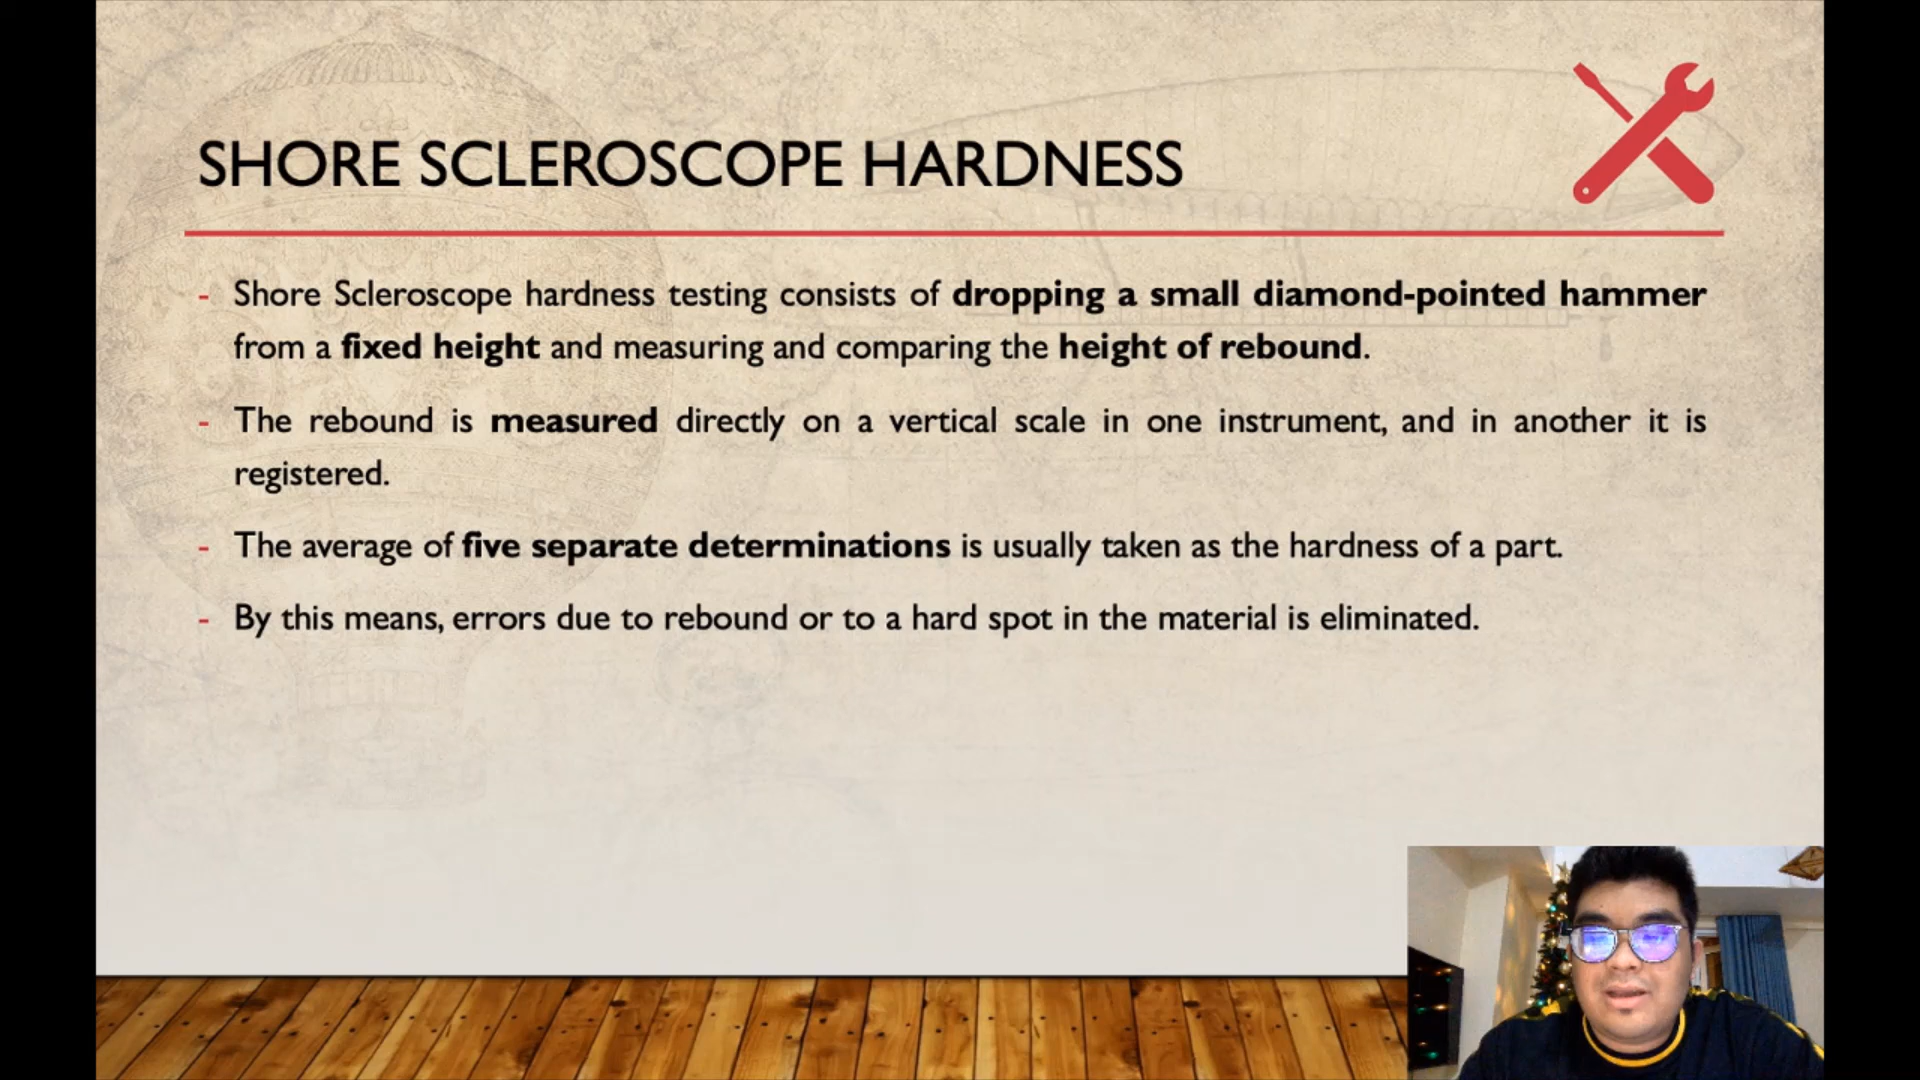 SHORE SCLEROSCOPE HARDNESS
- Shore Scleroscope hardness testing consists of dropping a small diamond-pointed hammer
from a fixed height and measuring and comparing the height of rebound.
- The rebound is measured directly on a vertical scale in one instrument, and in another it is
registered.
- The average of five separate determinations is usually taken as the hardness of a part.
- By this means, errors due to rebound or to a hard spot in the material is eliminated.